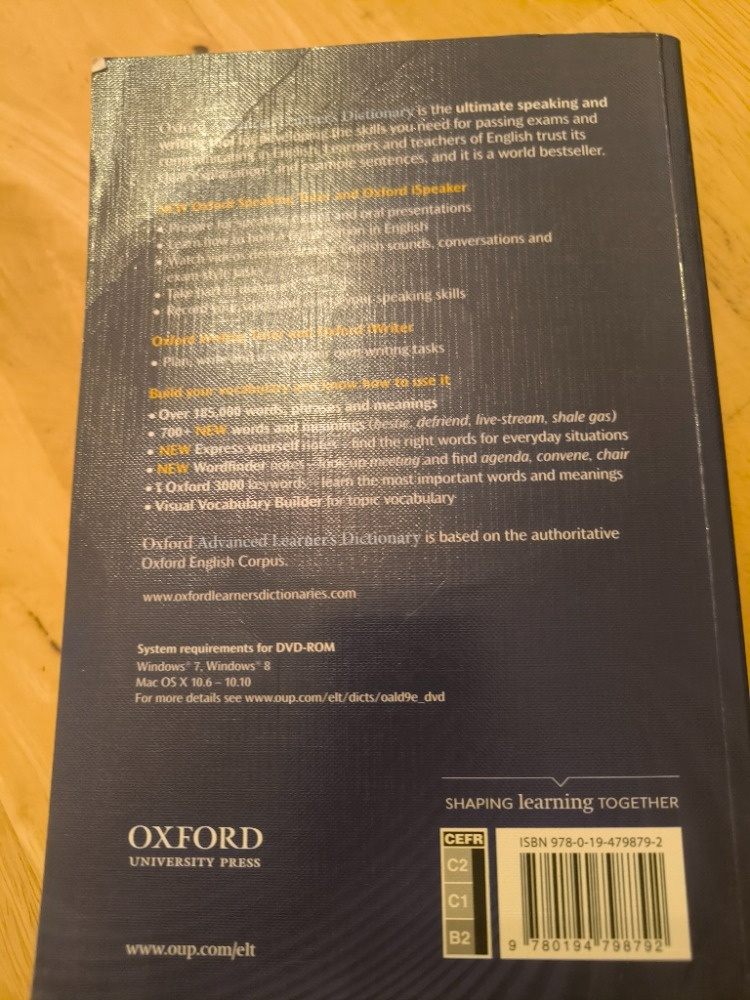 Oxford Advanced Learner's Dictionary is the ultimate speaking and
writing tool for developing the skills you need for passing exams and
communicating in English. Learners and teachers of English trust its
clear explanations and example sentences, and it is a world bestseller.
NEW Oxford Speaking Tutor and Oxford iSpeaker
• Prepare for speaking and oral presentations
• Learn how to hold a in English
• Watch videos English sounds, conversations and
exam-style tasks
• Take part in
• Record your speaking skills
Oxford Writing Tutor and Oxford iWriter
• Plan, write and review your own writing tasks
Build your vocabulary and know how to use it
• Over 185,000 words, phrases and meanings
• 700+ NEW words and meanings (bestie, defriend, live-stream, shale gas)
• NEW Express yourself notes – find the right words for everyday situations
• NEW Wordfinder notes – look up meeting and find agenda, convene, chair
• Oxford 3000 keywords – learn the most important words and meanings
• Visual Vocabulary Builder for topic vocabulary
Oxford Advanced Learner's Dictionary is based on the authoritative
Oxford English Corpus.
www.oxfordlearnersdictionaries.com
System requirements for DVD-ROM
Windows® 7, Windows® 8
Mac OS X 10.6 – 10.10
For more details see www.oup.com/elt/dicts/oald9e_dvd
SHAPING learning TOGETHER
OXFORD
UNIVERSITY PRESS
www.oup.com/elt
CEFR
C2
C1
B2
ISBN 978-0-19-479879-2
9 780194 798792